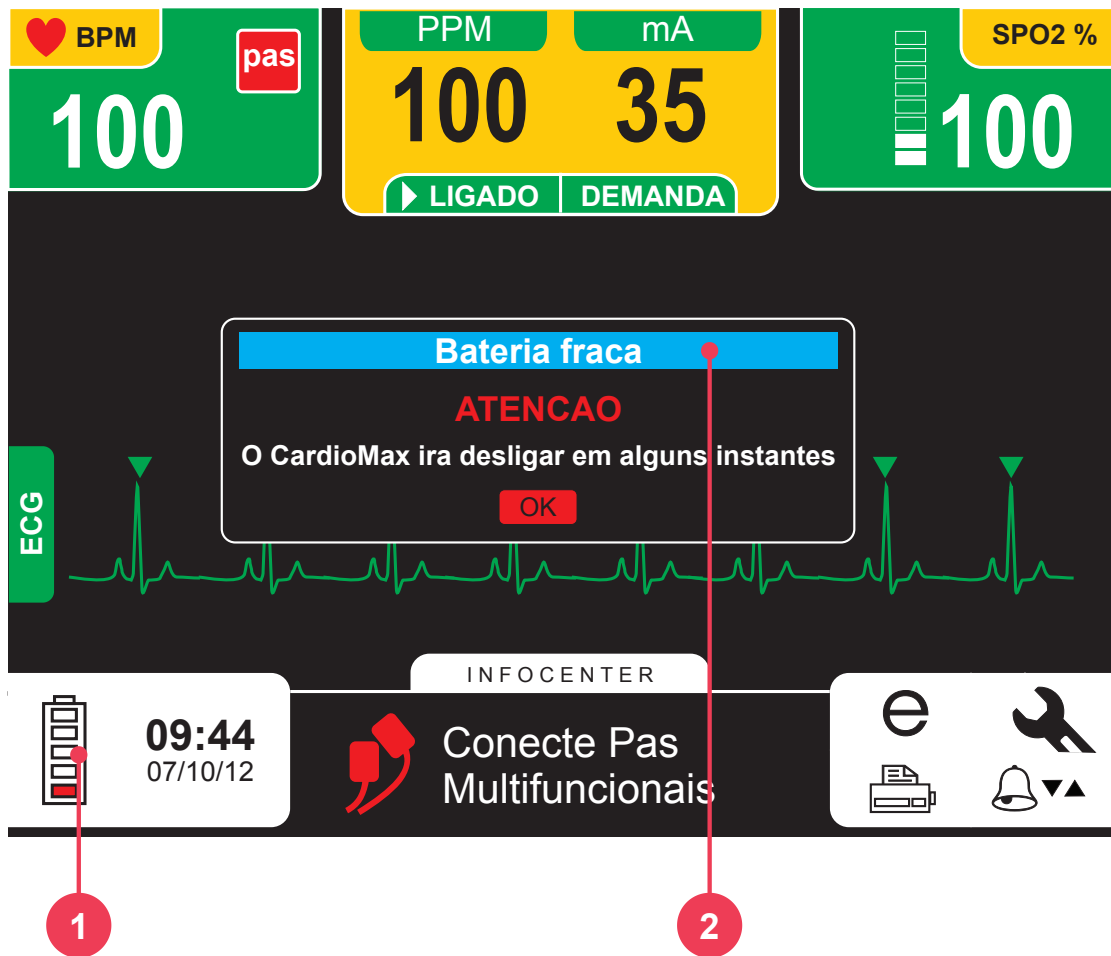 BPM
pas
100
PPM
mA
100
35
LIGADO
DEMANDA
SPO2 %
100
Bateria fraca
ATENCAO
O CardioMax ira desligar em alguns instantes
OK
ECG
INFOCENTER
09:44
07/10/12
Conecte Pas
Multifuncionais
e
1
2